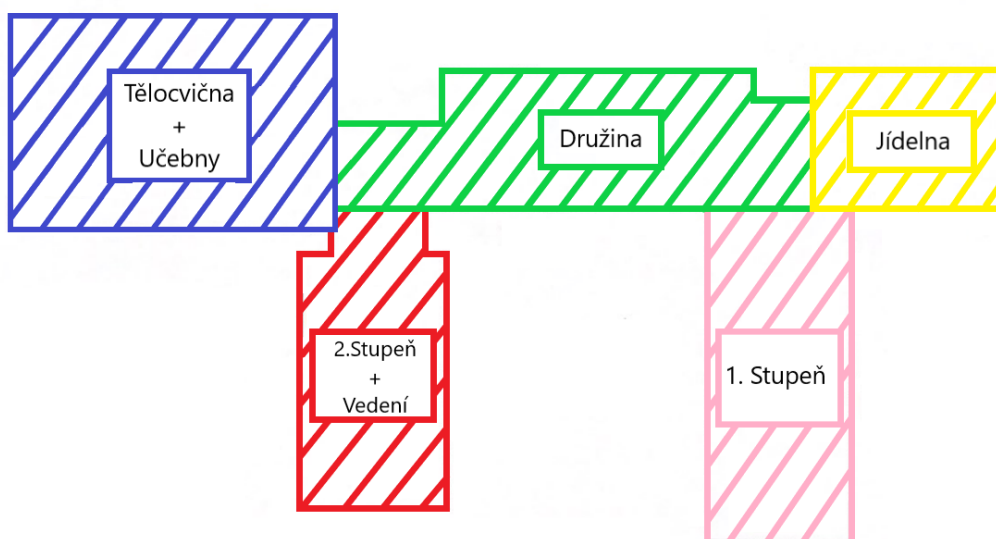 Tělocvična
+
Učebny
Družina
Jídelna
2.Stupeň
+
Vedení
1. Stupeň